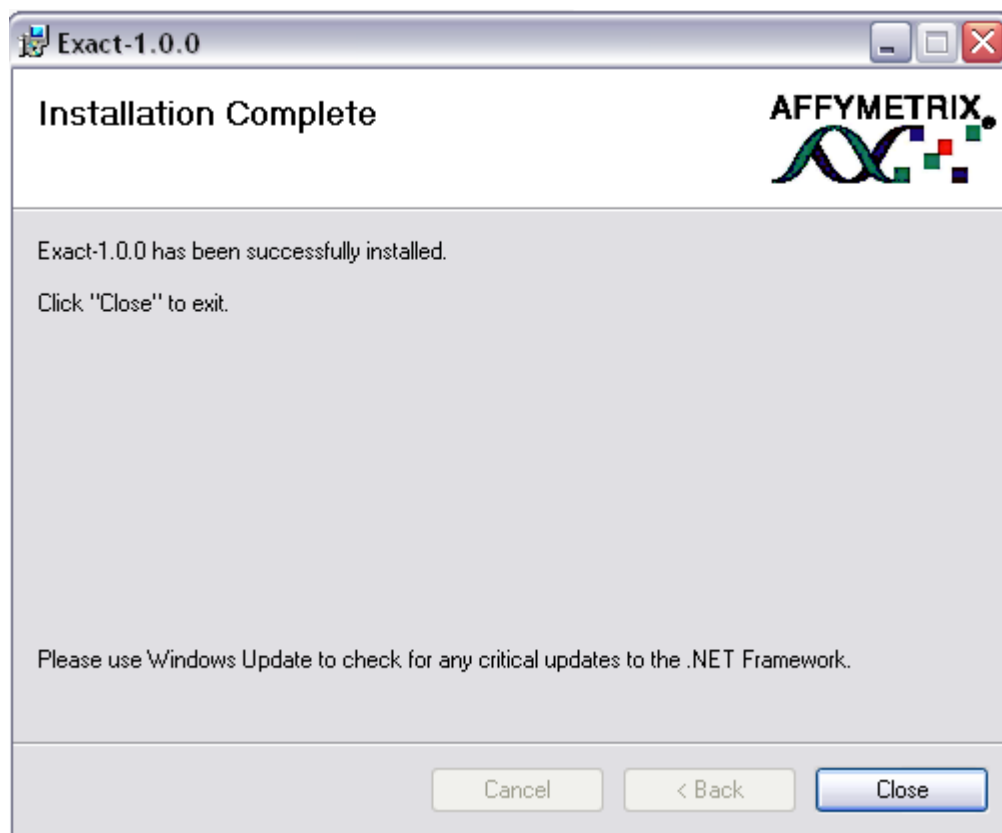 Exact-1.0.0
Installation Complete
AFFYMETRIX®
Exact-1.0.0 has been successfully installed.
Click "Close" to exit.
Please use Windows Update to check for any critical updates to the .NET Framework.
Cancel
< Back
Close